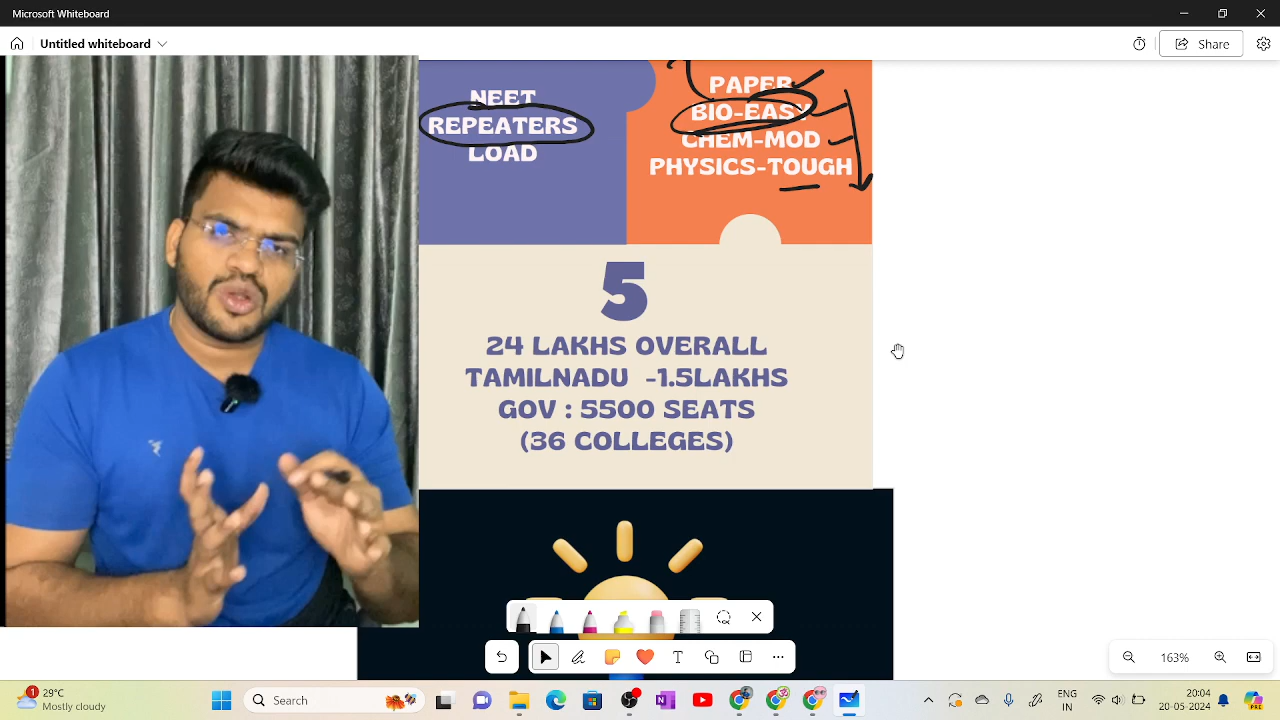 Microsoft Whiteboard
Untitled whiteboard
Share
NEET
REPEATERS
LOAD
PAPER
BIO-EASY
CHEM-MOD
PHYSICS-TOUGH
5
24 LAKHS OVERALL
TAMILNADU -1.5LAKHS
GOV : 5500 SEATS
(36 COLLEGES)
163%
1
29°C
Mostly cloudy
Search
IN
20:04
20-05-2024